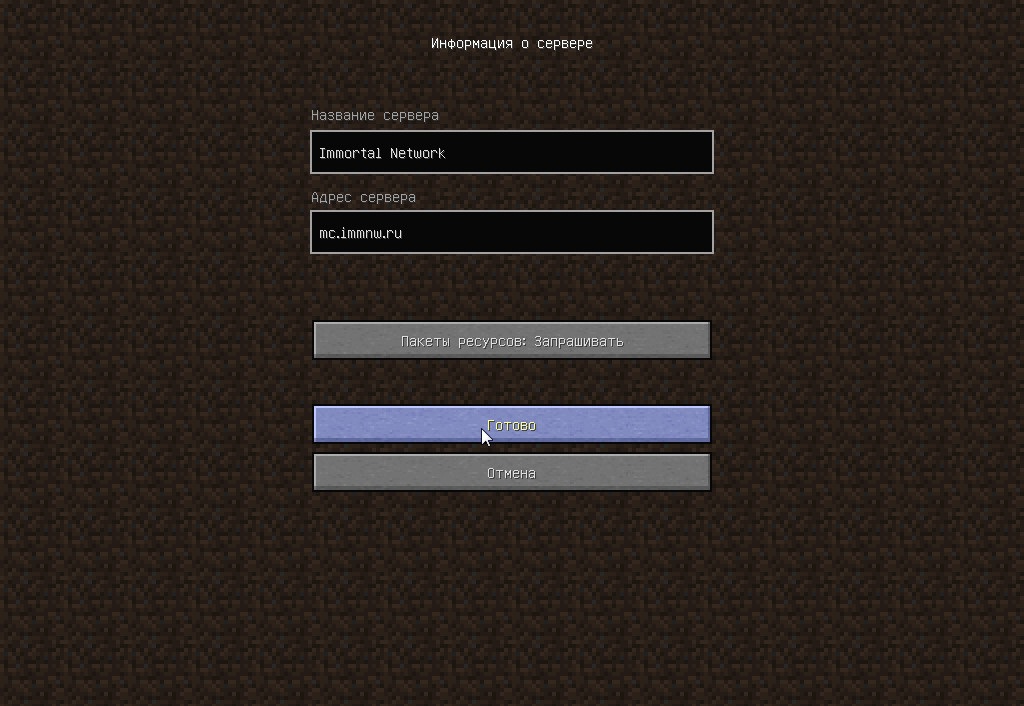 Информация о сервере
Название сервера
Immortal Network
Адрес сервера
mc.immnw.ru
Пакеты ресурсов: Запрашивать
Готово
Отмена